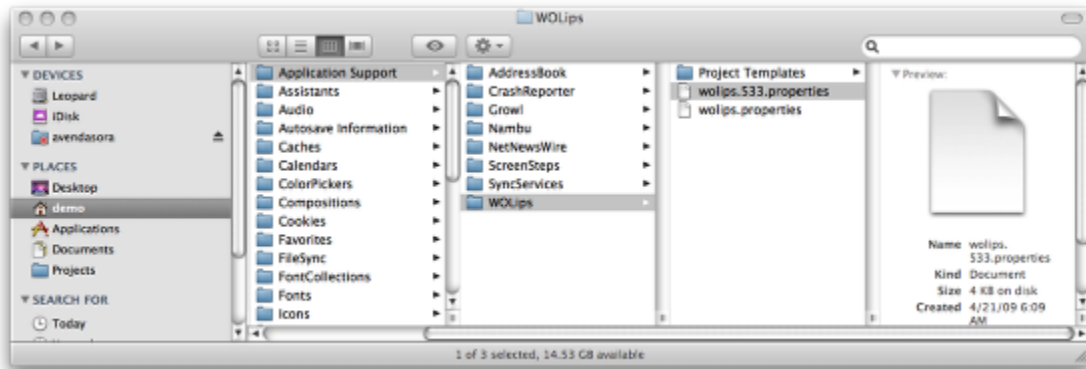 WOLips
DEVICES
Leopard
iDisk
avendasora
PLACES
Desktop
demo
Applications
Documents
Projects
SEARCH FOR
Today
Application Support
Assistants
Audio
Autosave Information
Caches
Calendars
ColorPickers
Compositions
Cookies
Favorites
FileSync
FontCollections
Fonts
Icons
AddressBook
CrashReporter
Growl
Nambu
NetNewsWire
ScreenSteps
SyncServices
WOLips
Project Templates
wolips.533.properties
wolips.properties
Preview:
Name wolips.
533.properties
Kind Document
Size 4 KB on disk
Created 4/21/09 6:09
AM
1 of 3 selected, 14.53 GB available